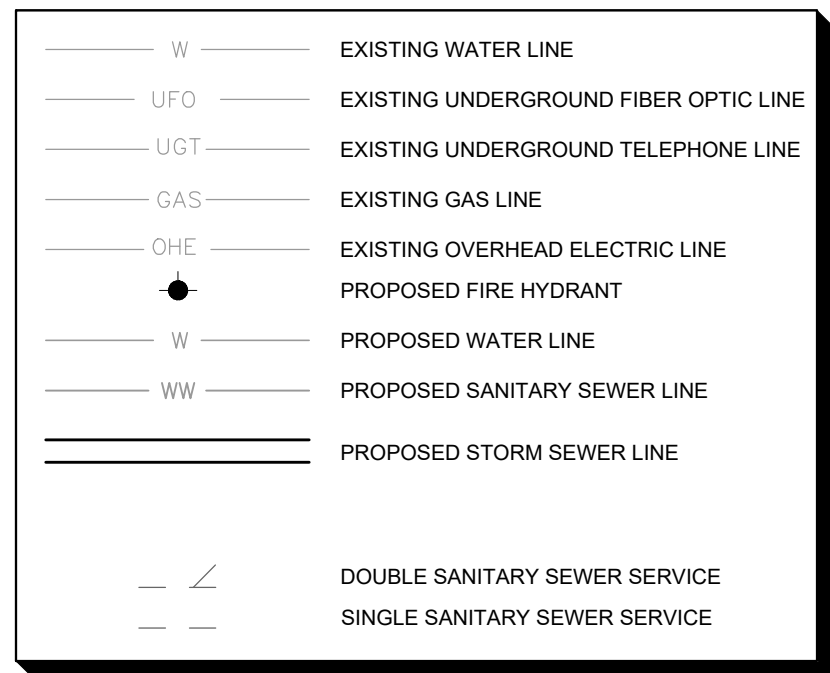 W EXISTING WATER LINE
UFO EXISTING UNDERGROUND FIBER OPTIC LINE
UGT EXISTING UNDERGROUND TELEPHONE LINE
GAS EXISTING GAS LINE
OHE EXISTING OVERHEAD ELECTRIC LINE
PROPOSED FIRE HYDRANT
W PROPOSED WATER LINE
WW PROPOSED SANITARY SEWER LINE
PROPOSED STORM SEWER LINE
DOUBLE SANITARY SEWER SERVICE
SINGLE SANITARY SEWER SERVICE